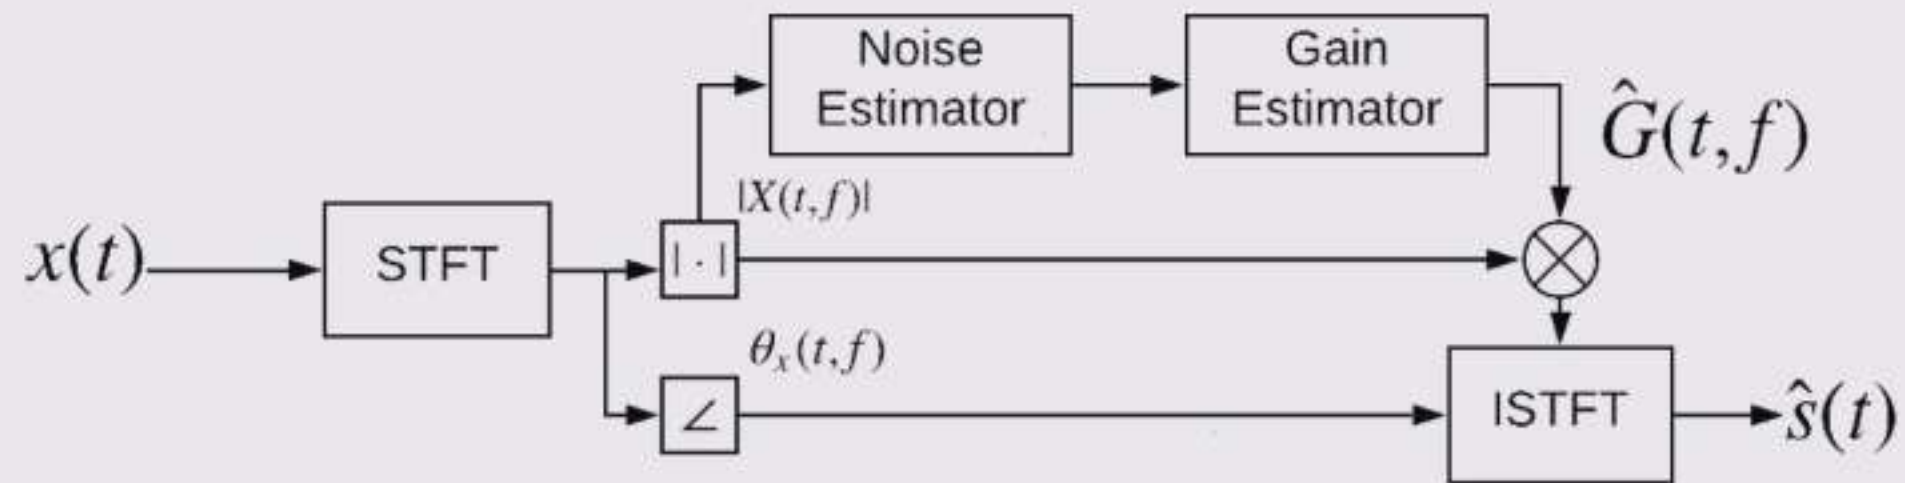 Noise
Estimator
Gain
Estimator
Ĝ(t,f)
|X(t,f)|
x(t)
STFT
|·|
θₓ(t,f)
∠
ISTFT
ŝ(t)